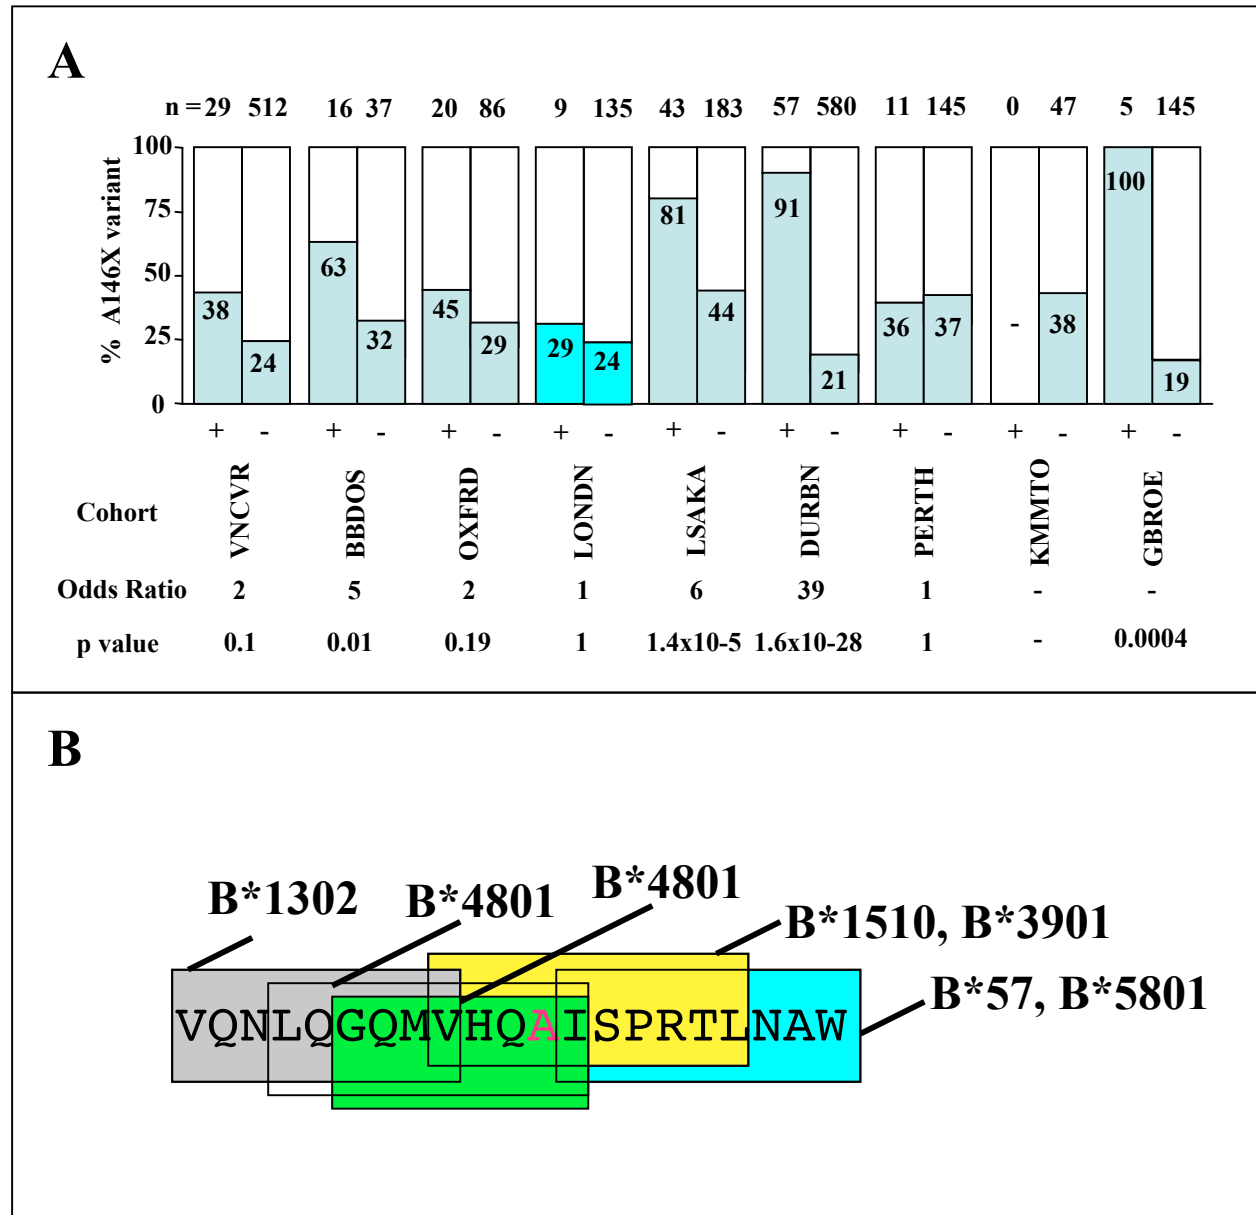 A
n = 29 512 16 37 20 86 9 135 43 183 57 580 11 145 0 47 5 145
% A146X variant
100
75
50
25
0
38 24 63 32 45 29 29 24 81 44 91 21 36 37 - 38 100 19
+ - + - + - + - + - + - + - + - + -
Cohort VNCVR BBDOS OXFRD LONDN LSAKA DURBN PERTH KMMTO GBROE
Odds Ratio 2 5 2 1 6 39 1 - -
p value 0.1 0.01 0.19 1 1.4x10-5 1.6x10-28 1 - 0.0004
B
B*1302 B*4801 B*4801 B*1510, B*3901
B*57, B*5801
VQNLQGQMVHQAISPRTLNAW